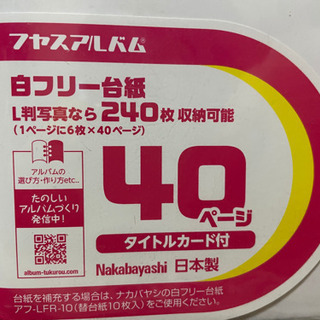 フヤスアルバム®
白フリー台紙
L判写真なら240枚収納可能
(1ページに6枚×40ページ)
アルバムの
選び方・作り方etc..
たのしい
アルバムづくり
発信中!
album-tukurou.com
40
ページ
タイトルカード付
Nakabayashi 日本製
台紙を補充する場合は、ナカバヤシの白フリー台紙
アフ-LFR-10(替台紙10枚入)をご使用ください。